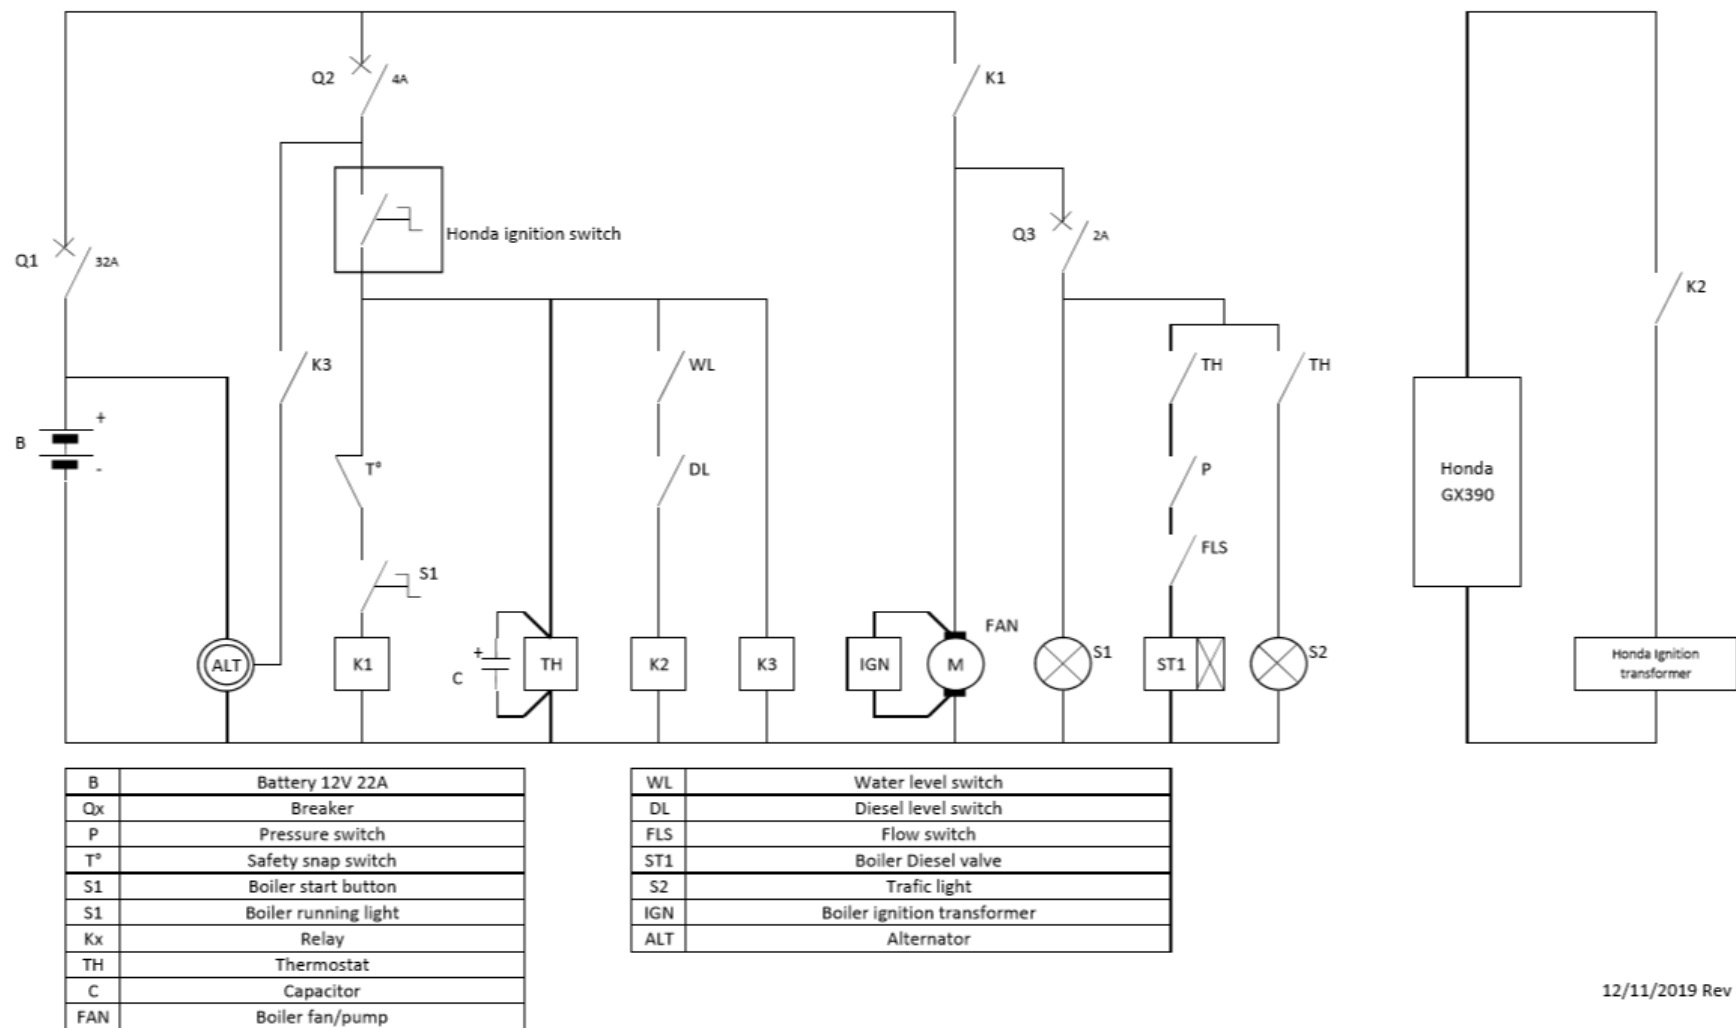 Q2
4A
K1
Honda ignition switch
Q3
2A
Q1
32A
K2
K3
WL
TH
TH
+
B
-
T°
DL
P
Honda
GX390
FLS
S1
FAN
+
C
ALT
K1
TH
K2
K3
IGN
M
S1
ST1
S2
Honda Ignition
transformer
B Battery 12V 22A
Qx Breaker
P Pressure switch
T° Safety snap switch
S1 Boiler start button
S1 Boiler running light
Kx Relay
TH Thermostat
C Capacitor
FAN Boiler fan/pump
WL Water level switch
DL Diesel level switch
FLS Flow switch
ST1 Boiler Diesel valve
S2 Trafic light
IGN Boiler ignition transformer
ALT Alternator
12/11/2019 Rev